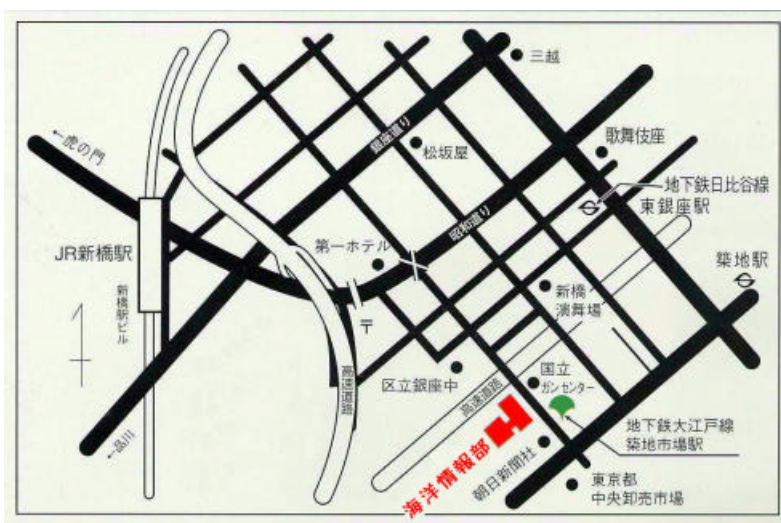 三越
←虎の門
銀座通り
松坂屋
歌舞伎座
地下鉄日比谷線
東銀座駅
昭和通り
JR新橋駅
第一ホテル
築地駅
新橋駅ビル
新橋
演舞場
〒
高速道路
区立銀座中
国立
ガンセンター
高速道路
←品川
海洋情報部
朝日新聞社
地下鉄大江戸線
築地市場駅
東京都
中央卸売市場